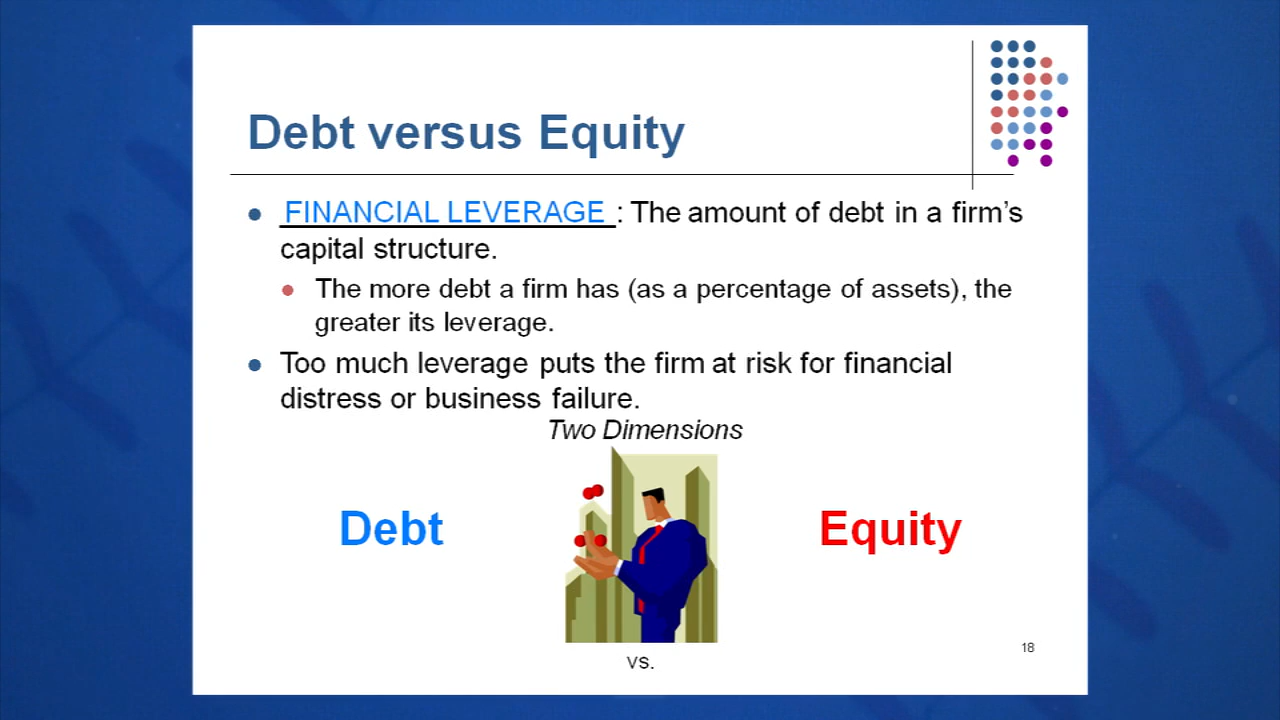 Debt versus Equity
FINANCIAL LEVERAGE : The amount of debt in a firm's
capital structure.
The more debt a firm has (as a percentage of assets), the
greater its leverage.
Too much leverage puts the firm at risk for financial
distress or business failure.
Two Dimensions
Debt
Equity
vs.
18